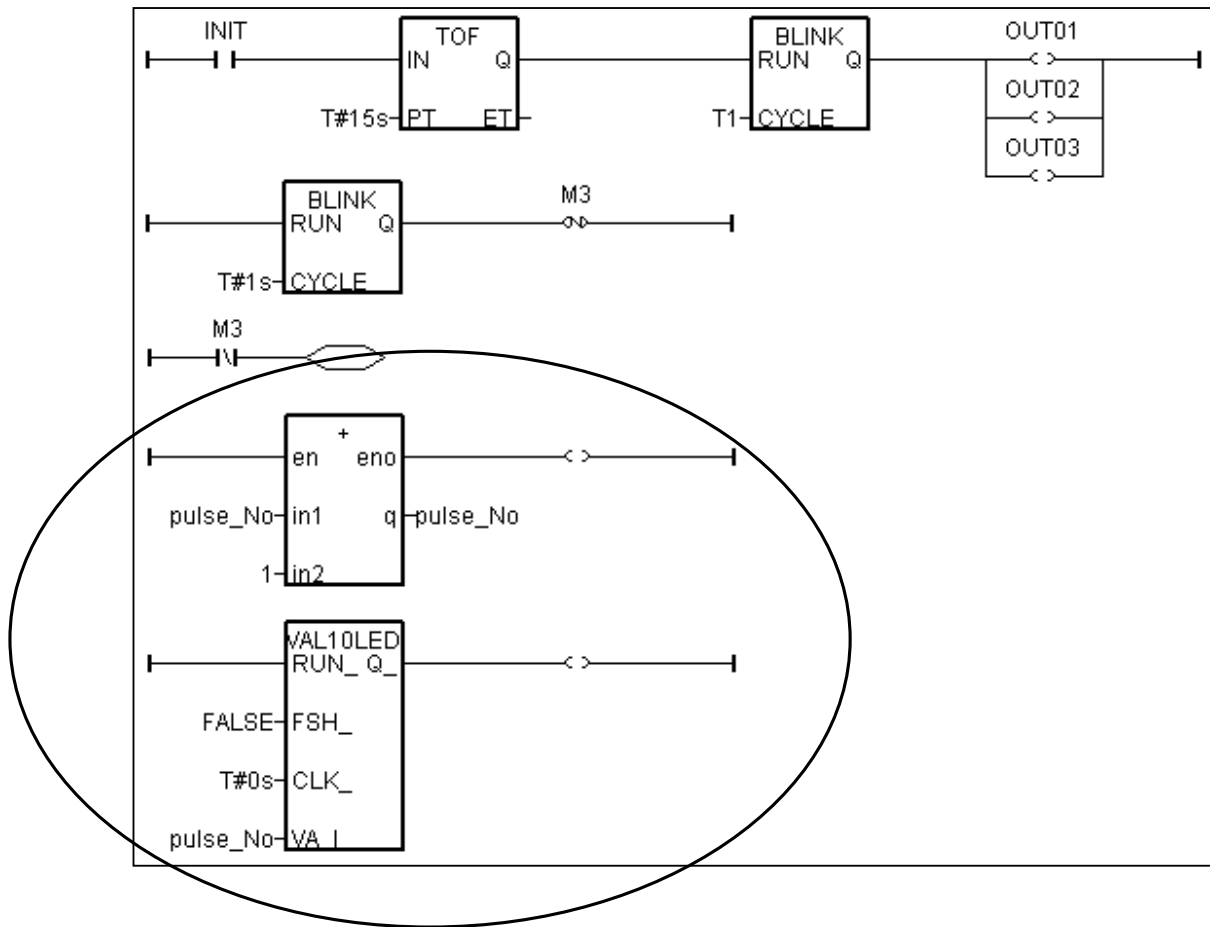 INIT
TOF
IN Q
T#15s PT ET
BLINK
RUN Q
T1 CYCLE
OUT01
OUT02
OUT03
BLINK
RUN Q
T#1s CYCLE
M3
M3
+
en eno
pulse_No in1 q pulse_No
1 in2
VAL10LED
RUN_ Q_
FALSE FSH_
T#0s CLK_
pulse_No VA_L